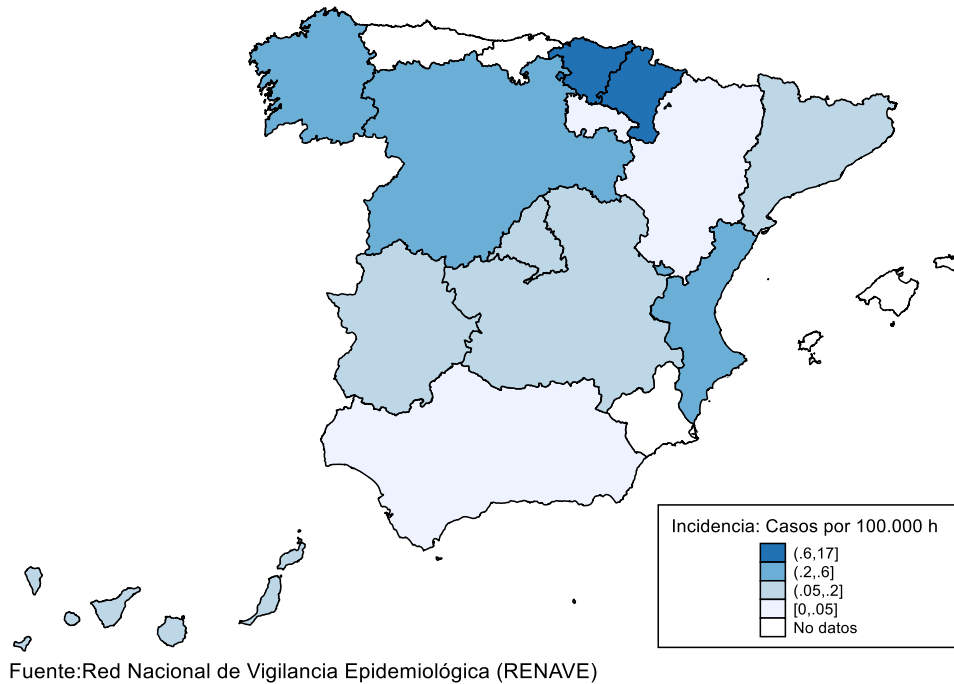 Incidencia: Casos por 100.000 h
(.6,17]
(.2,.6]
(.05,.2]
[0,.05]
No datos
Fuente:Red Nacional de Vigilancia Epidemiológica (RENAVE)